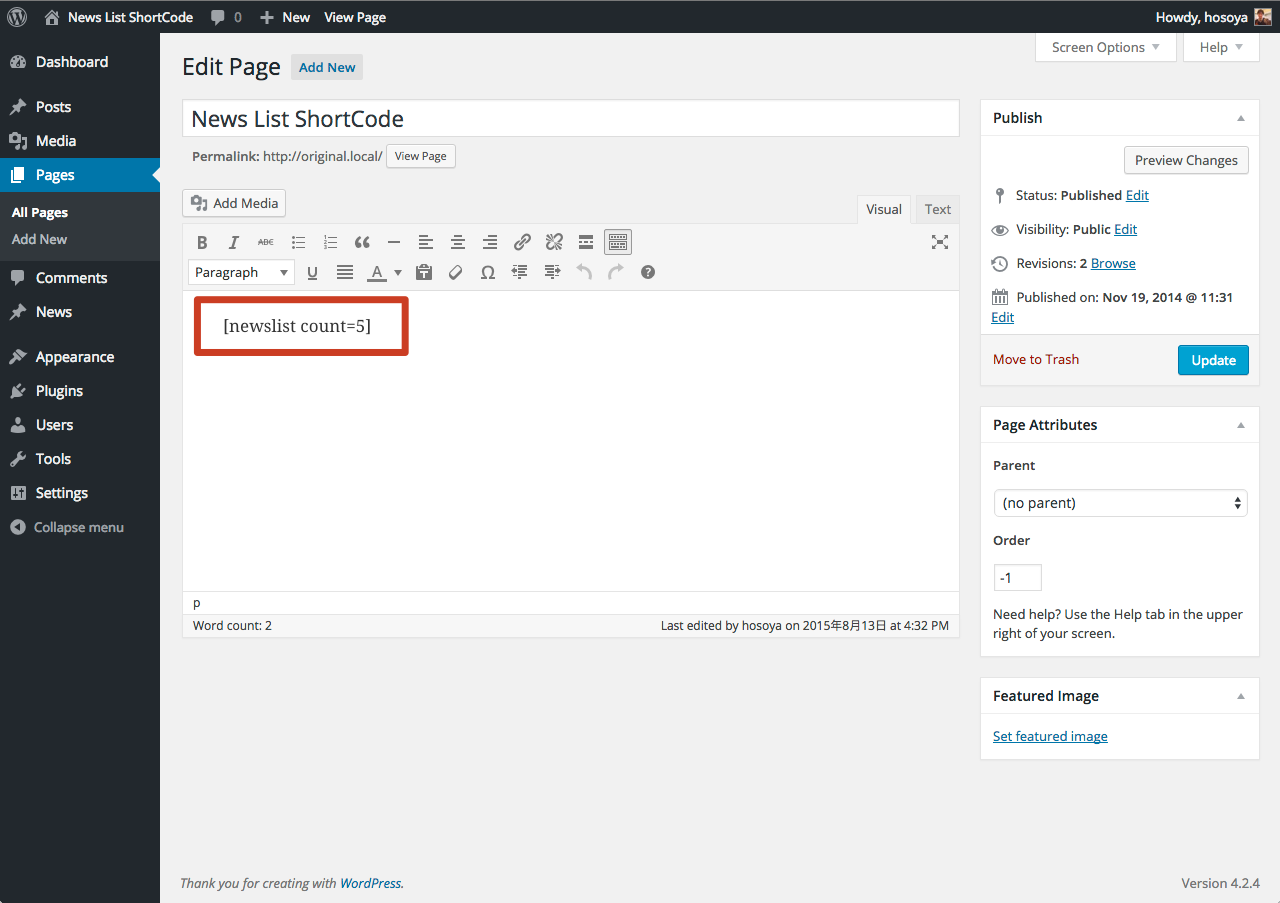 News List ShortCode 0 New View Page Howdy, hosoya
Screen Options Help
Dashboard
Posts
Media
Pages
All Pages
Add New
Comments
News
Appearance
Plugins
Users
Tools
Settings
Collapse menu
Edit Page Add New
News List ShortCode
Permalink: http://original.local/ View Page
Add Media
Visual Text
B I ABC
Paragraph U A Ω ?
[newslist count=5]
p
Word count: 2 Last edited by hosoya on 2015年8月13日 at 4:32 PM
Publish
Preview Changes
Status: Published Edit
Visibility: Public Edit
Revisions: 2 Browse
Published on: Nov 19, 2014 @ 11:31
Edit
Move to Trash Update
Page Attributes
Parent
(no parent)
Order
-1
Need help? Use the Help tab in the upper
right of your screen.
Featured Image
Set featured image
Thank you for creating with WordPress. Version 4.2.4